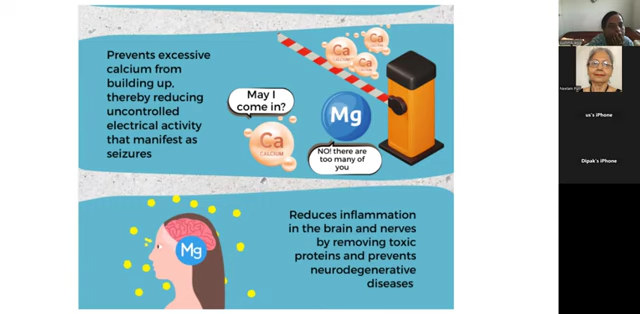 Prevents excessive
calcium from
building up,
thereby reducing
uncontrolled
electrical activity
that manifest as
seizures
Ca
Ca
Ca
CALCIUM
May I
come in?
Ca
CALCIUM
Mg
NO! there are
too many of
you
Mg
Reduces inflammation
in the brain and nerves
by removing toxic
proteins and prevents
neurodegenerative
diseases
us's iPhone
Dipak's iPhone